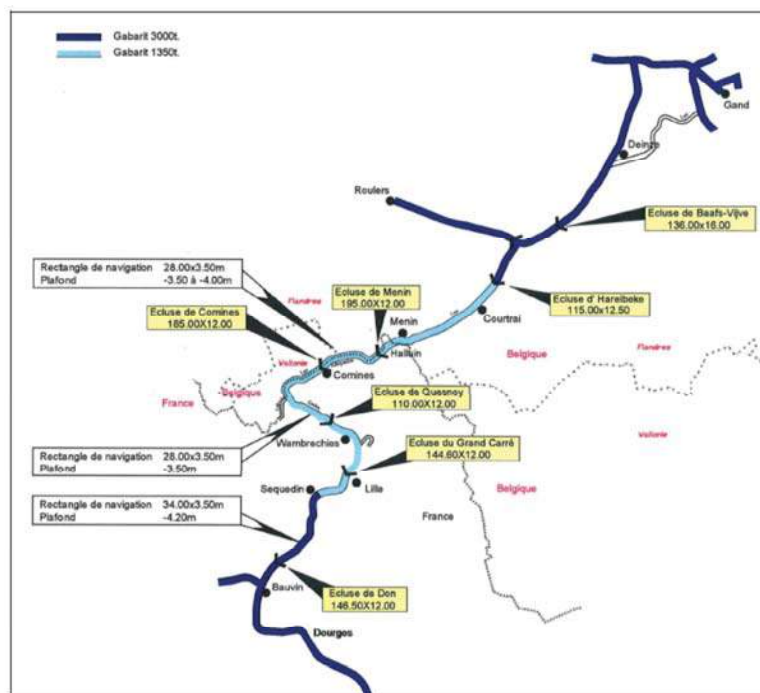 Gabarit 3000t.
Gabarit 1350t.
Gand
Deinze
Roulers
Ecluse de Baafs-Vijve
136.00x16.00
Rectangle de navigation 28.00x3.50m
Plafond -3.50 à -4.00m
Flandres
Ecluse de Menin
195.00X12.00
Ecluse de Comines
185.00X12.00
Ecluse d' Harelbeke
115.00x12.50
Menin
Courtrai
Halluin
Belgique
Flandres
Wallonie
Comines
France
Belgique
Ecluse de Quesnoy
110.00X12.00
Wallonie
Wambrechies
Ecluse du Grand Carré
144.60X12.00
Rectangle de navigation 28.00x3.50m
Plafond -3.50m
Sequedin
Lille
Belgique
Rectangle de navigation 34.00x3.50m
Plafond -4.20m
France
Bauvin
Ecluse de Don
146.50X12.00
Dourges